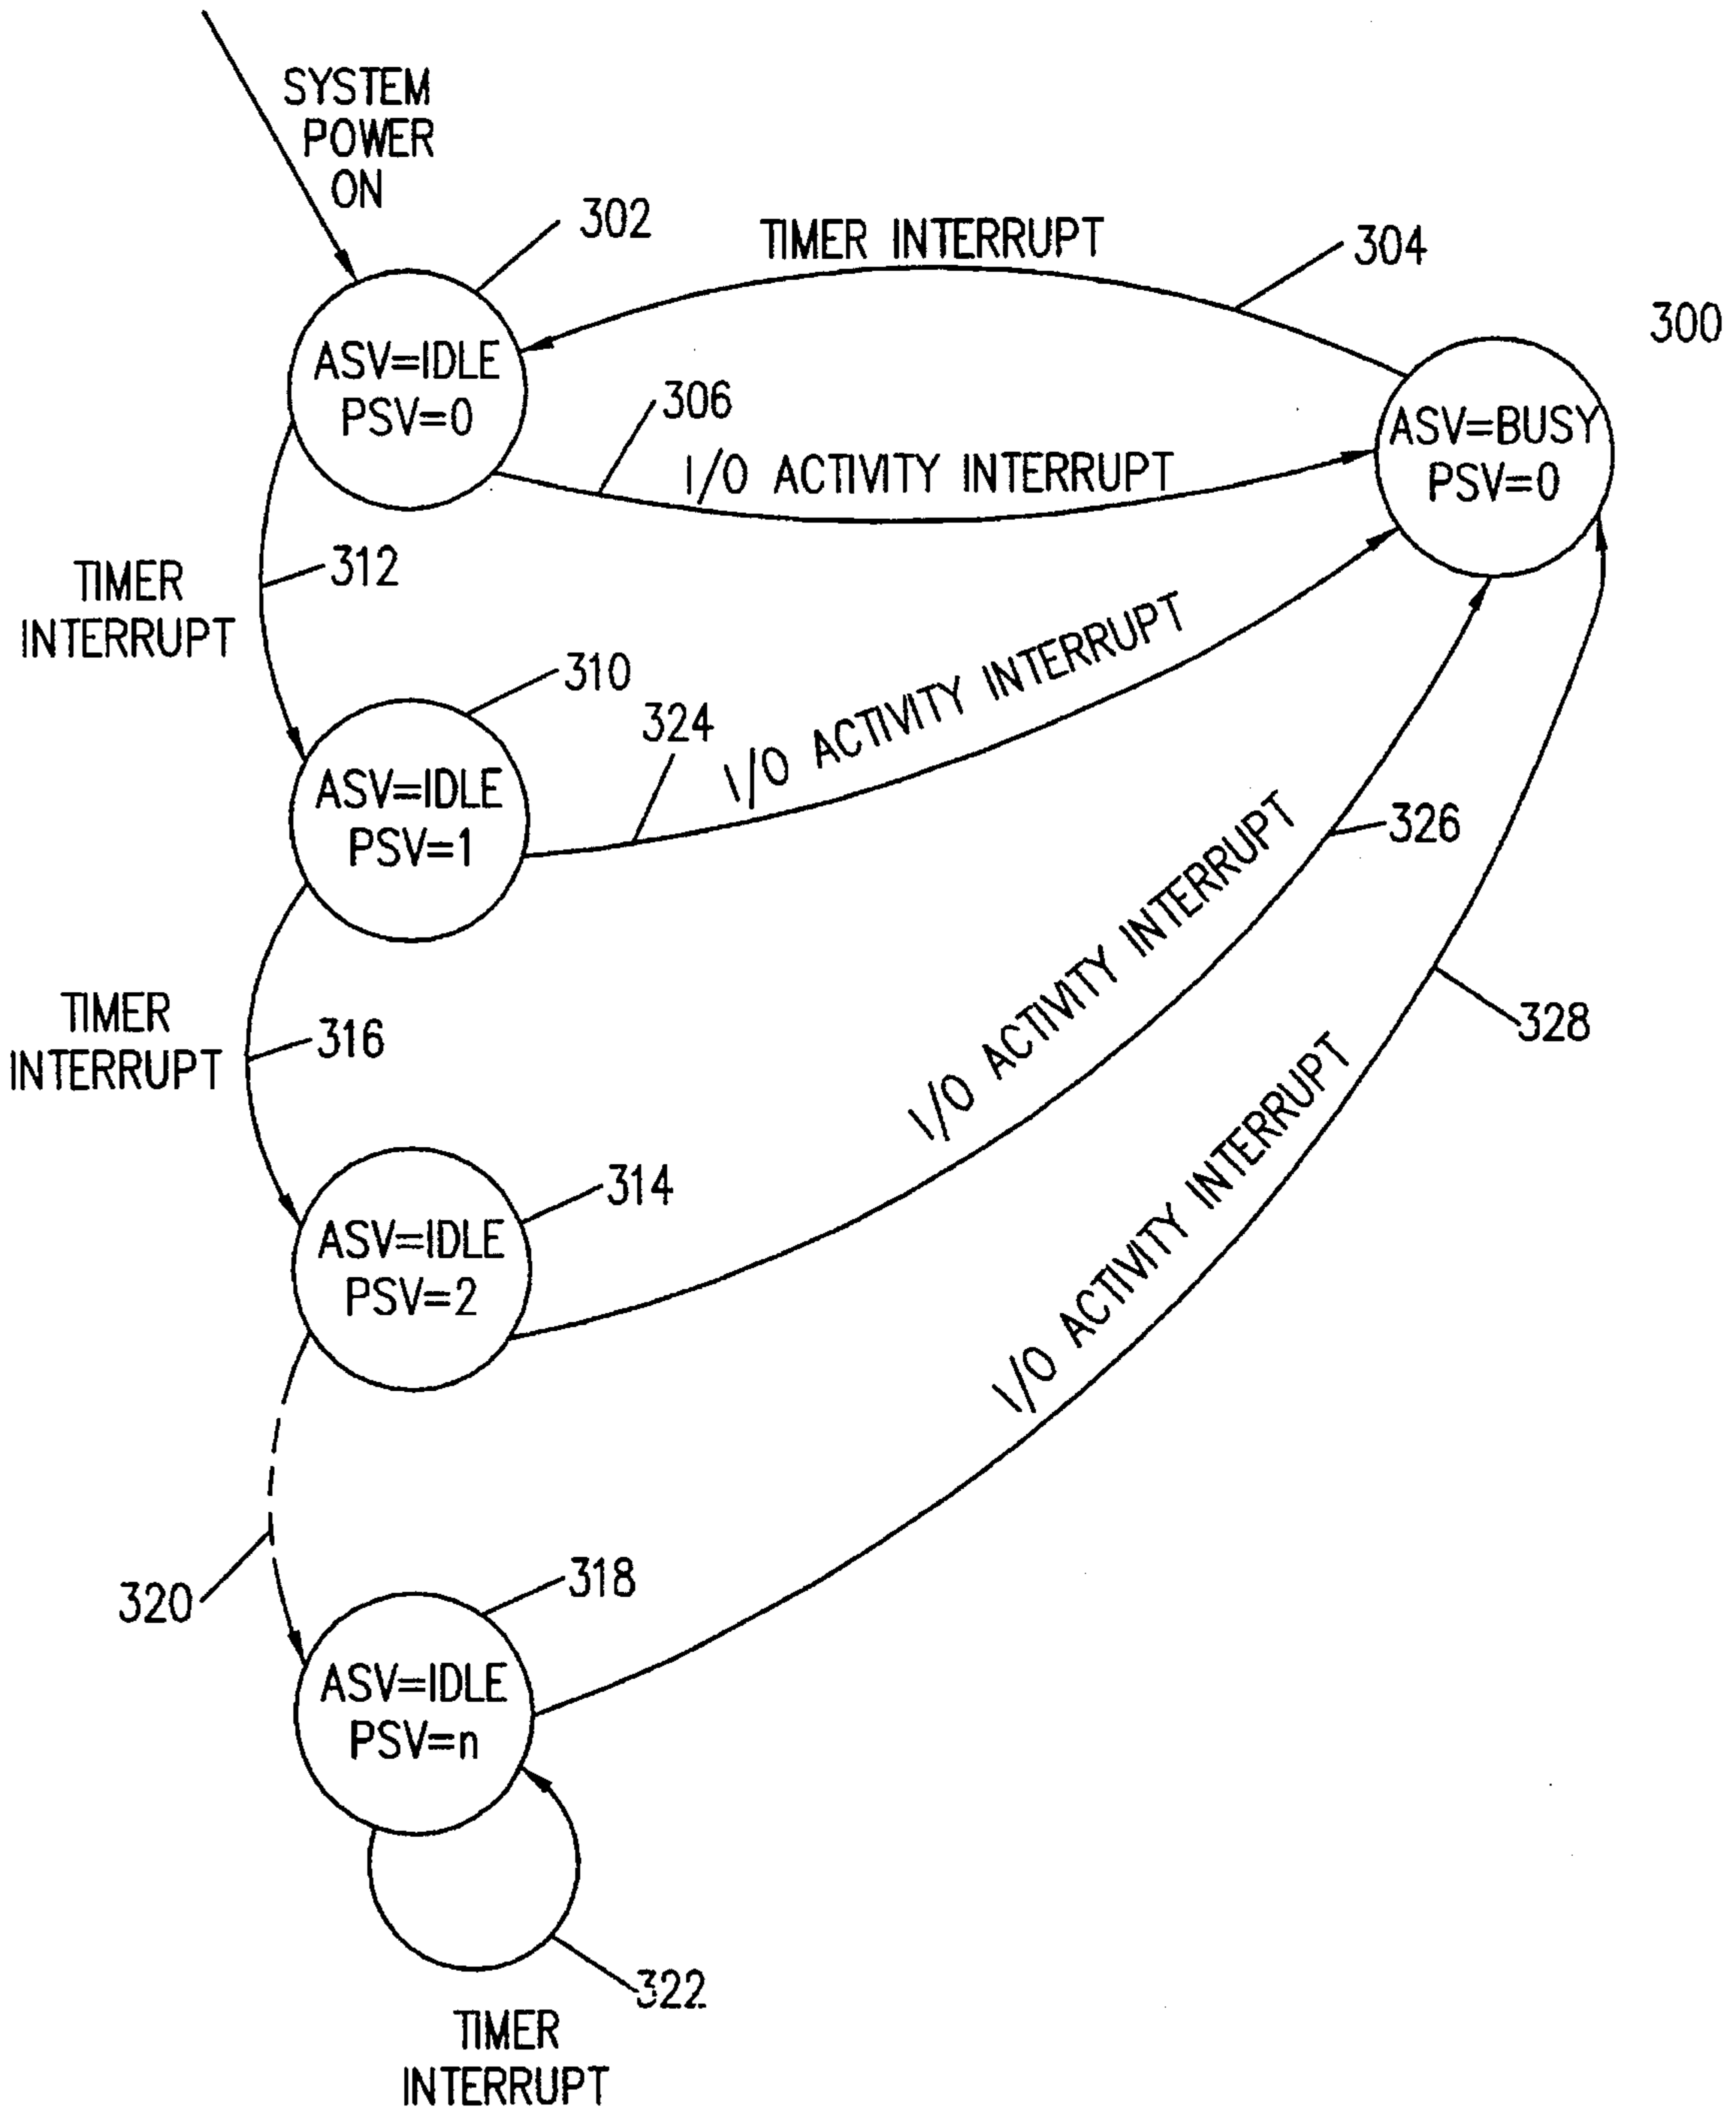 SYSTEM
POWER
ON
302
TIMER INTERRUPT
304
300
ASV=IDLE
PSV=0
306
I/O ACTIVITY INTERRUPT
ASV=BUSY
PSV=0
312
TIMER
INTERRUPT
310
324
I/O ACTIVITY INTERRUPT
ASV=IDLE
PSV=1
326
I/O ACTIVITY INTERRUPT
TIMER
INTERRUPT
316
328
I/O ACTIVITY INTERRUPT
314
ASV=IDLE
PSV=2
320
318
ASV=IDLE
PSV=n
322
TIMER
INTERRUPT